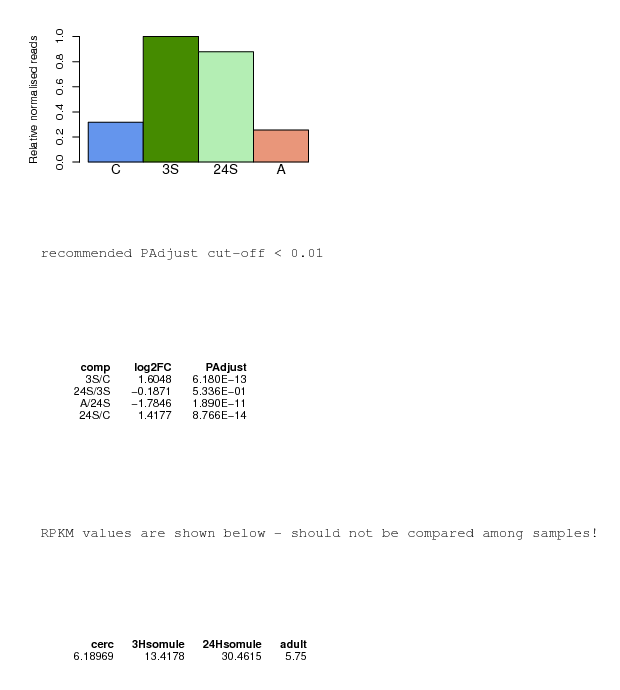 Relative normalised reads
1.0
0.8
0.6
0.4
0.2
0.0
C 3S 24S A
recommended PAdjust cut-off < 0.01
comp log2FC PAdjust
3S/C 1.6048 6.180E−13
24S/3S −0.1871 5.336E−01
A/24S −1.7846 1.890E−11
24S/C 1.4177 8.766E−14
RPKM values are shown below - should not be compared among samples!
cerc 3Hsomule 24Hsomule adult
6.18969 13.4178 30.4615 5.75